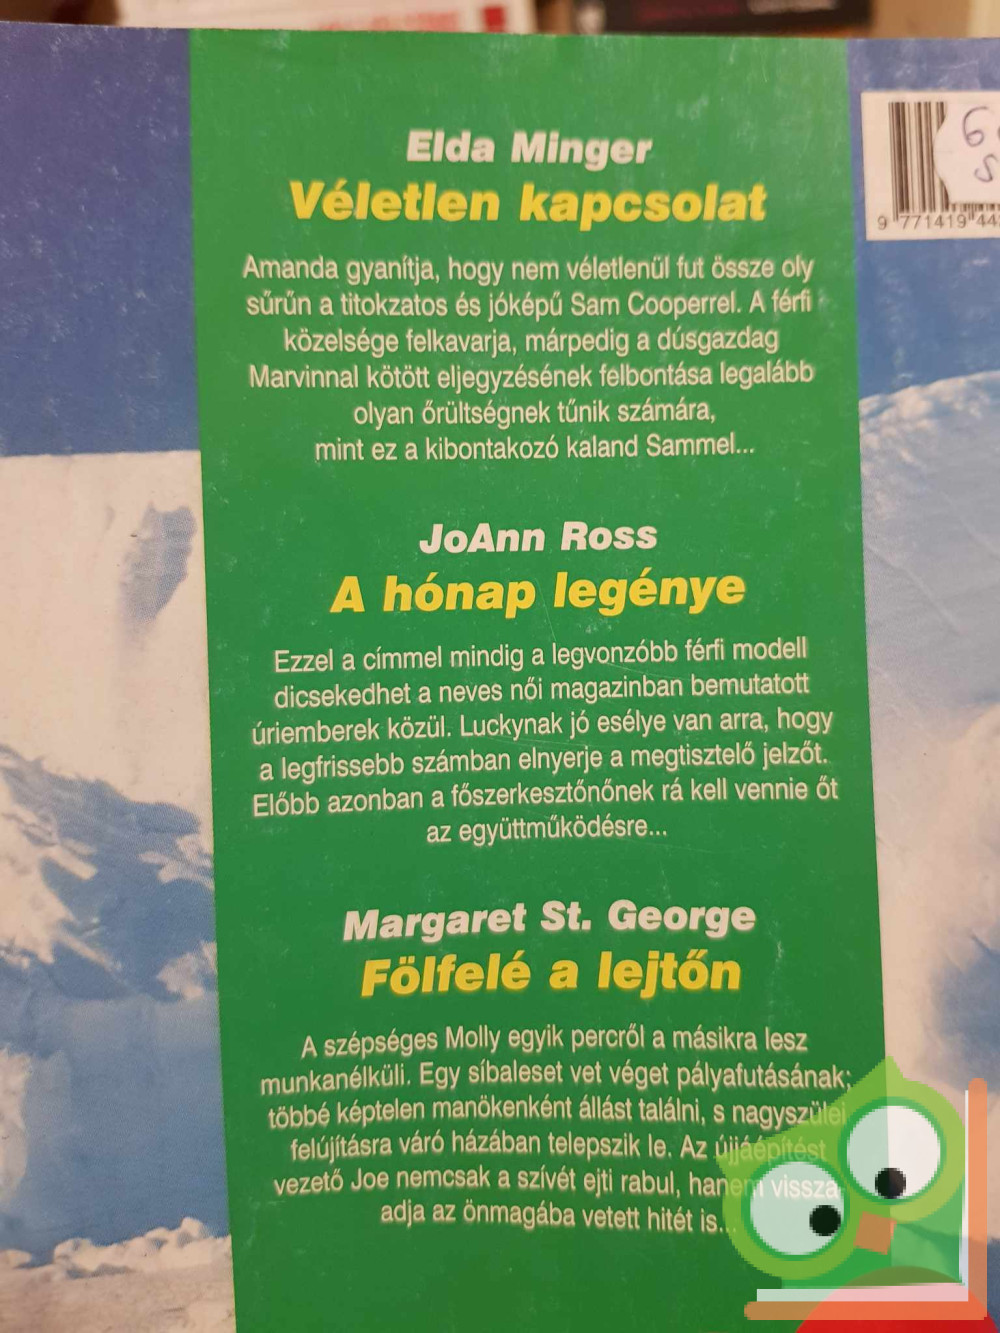 Elda Minger
Véletlen kapcsolat
Amanda gyanítja, hogy nem véletlenül fut össze oly
sűrűn a titokzatos és jóképű Sam Cooperrel. A férfi
közelsége felkavarja, márpedig a dúsgazdag
Marvinnal kötött eljegyzésének felbontása legalább
olyan őrültségnek tűnik számára,
mint ez a kibontakozó kaland Sammel...
9 771419 44
JoAnn Ross
A hónap legénye
Ezzel a címmel mindig a legvonzóbb férfi modell
dicsekedhet a neves női magazinban bemutatott
úriemberek közül. Luckynak jó esélye van arra, hogy
a legfrissebb számban elnyerje a megtisztelő jelzőt.
Előbb azonban a főszerkesztőnőnek rá kell vennie őt
az együttműködésre...
Margaret St. George
Fölfelé a lejtőn
A szépséges Molly egyik percről a másikra lesz
munkanélküli. Egy síbaleset vet véget pályafutásának;
többé képtelen manökenként állást találni, s nagyszülei
felújításra váró házában telepszik le. Az újjáépítést
vezető Joe nemcsak a szívét ejti rabul, hanem vissza-
adja az önmagába vetett hitét is...